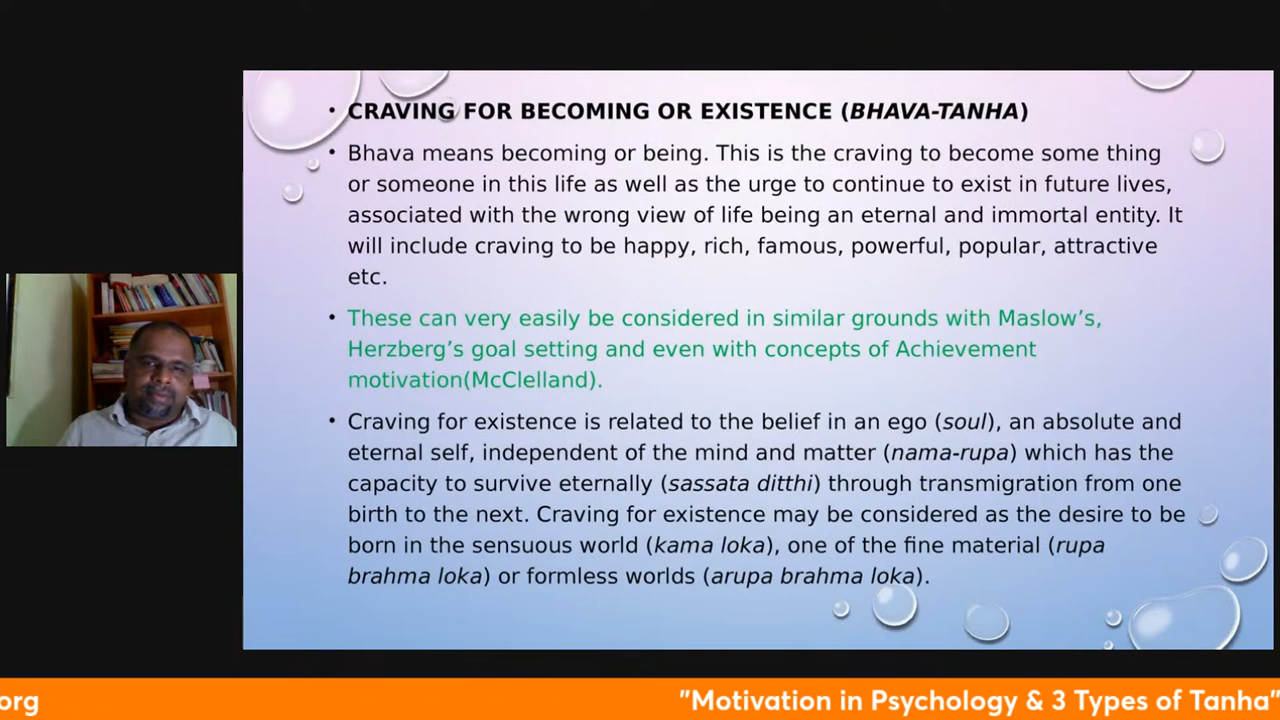 • CRAVING FOR BECOMING OR EXISTENCE (BHAVA-TANHA)
• Bhava means becoming or being. This is the craving to become some thing
or someone in this life as well as the urge to continue to exist in future lives,
associated with the wrong view of life being an eternal and immortal entity. It
will include craving to be happy, rich, famous, powerful, popular, attractive
etc.
• These can very easily be considered in similar grounds with Maslow’s,
Herzberg’s goal setting and even with concepts of Achievement
motivation(McClelland).
• Craving for existence is related to the belief in an ego (soul), an absolute and
eternal self, independent of the mind and matter (nama-rupa) which has the
capacity to survive eternally (sassata ditthi) through transmigration from one
birth to the next. Craving for existence may be considered as the desire to be
born in the sensuous world (kama loka), one of the fine material (rupa
brahma loka) or formless worlds (arupa brahma loka).
org
"Motivation in Psychology & 3 Types of Tanha"